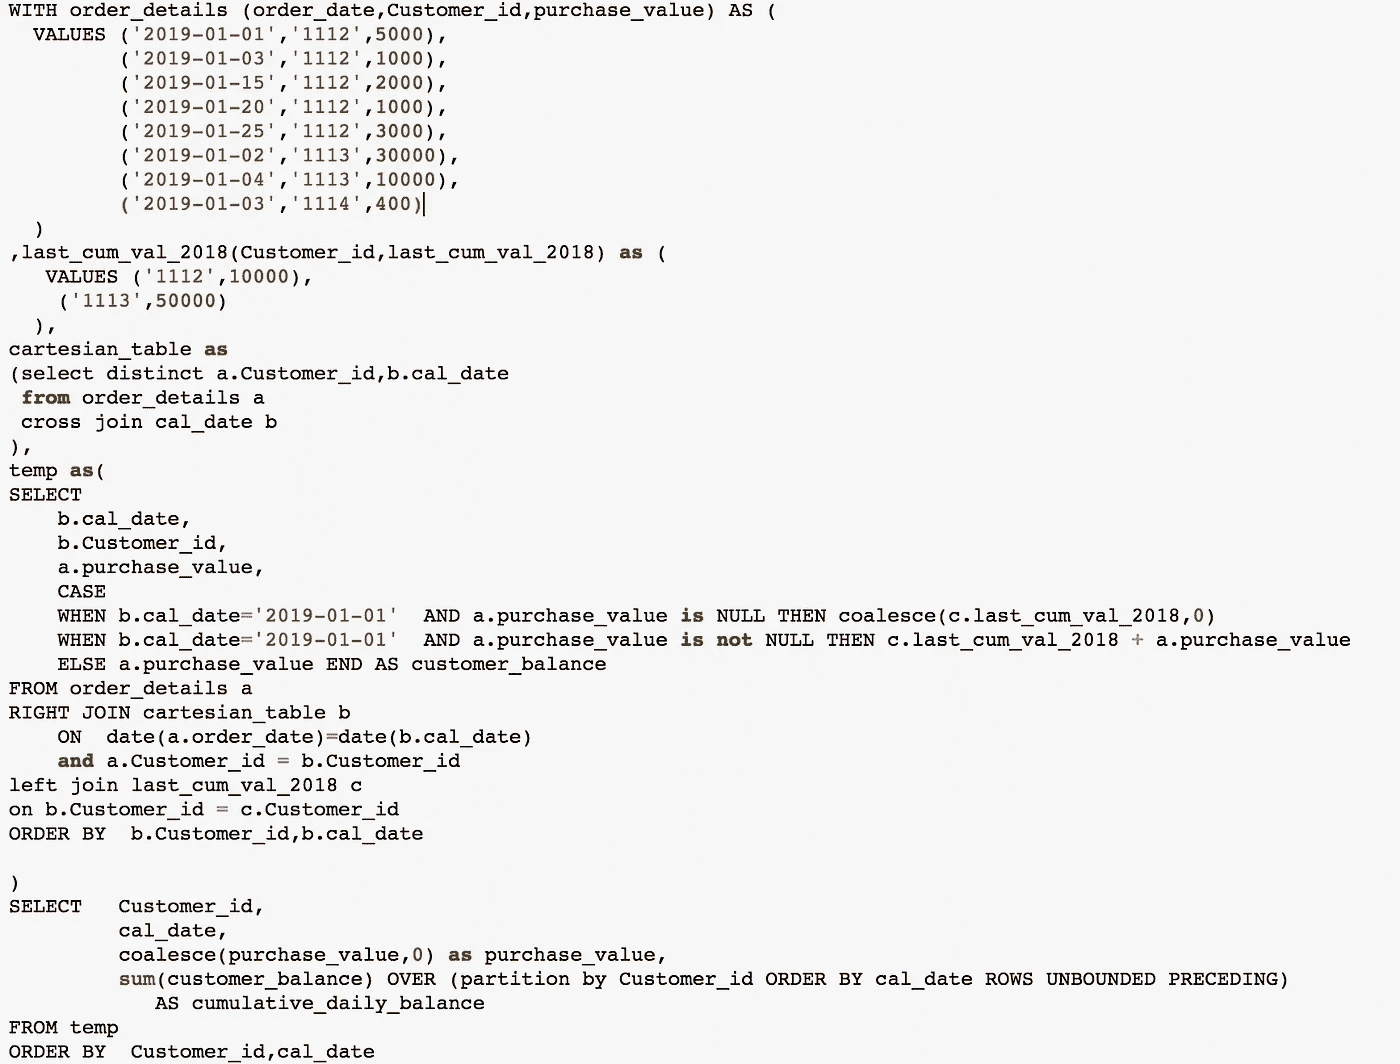 WITH order_details (order_date,Customer_id,purchase_value) AS (
  VALUES ('2019-01-01','1112',5000),
         ('2019-01-03','1112',1000),
         ('2019-01-15','1112',2000),
         ('2019-01-20','1112',1000),
         ('2019-01-25','1112',3000),
         ('2019-01-02','1113',30000),
         ('2019-01-04','1113',10000),
         ('2019-01-03','1114',400)
  )
,last_cum_val_2018(Customer_id,last_cum_val_2018) as (
   VALUES ('1112',10000),
    ('1113',50000)
  ),
cartesian_table as
(select distinct a.Customer_id,b.cal_date
 from order_details a
 cross join cal_date b
),
temp as(
SELECT
    b.cal_date,
    b.Customer_id,
    a.purchase_value,
    CASE
    WHEN b.cal_date='2019-01-01'  AND a.purchase_value is NULL THEN coalesce(c.last_cum_val_2018,0)
    WHEN b.cal_date='2019-01-01'  AND a.purchase_value is not NULL THEN c.last_cum_val_2018 + a.purchase_value
    ELSE a.purchase_value END AS customer_balance
FROM order_details a
RIGHT JOIN cartesian_table b
    ON  date(a.order_date)=date(b.cal_date)
    and a.Customer_id = b.Customer_id
left join last_cum_val_2018 c
on b.Customer_id = c.Customer_id
ORDER BY  b.Customer_id,b.cal_date

)
SELECT   Customer_id,
         cal_date,
         coalesce(purchase_value,0) as purchase_value,
         sum(customer_balance) OVER (partition by Customer_id ORDER BY cal_date ROWS UNBOUNDED PRECEDING)
            AS cumulative_daily_balance
FROM temp
ORDER BY  Customer_id,cal_date